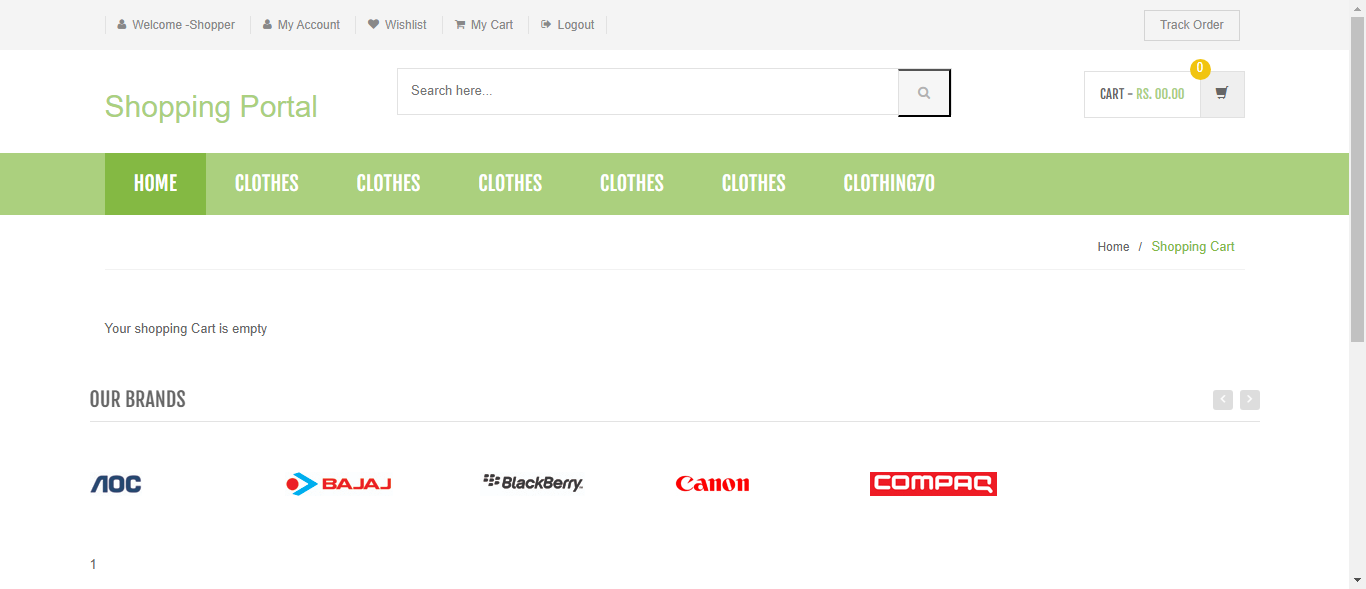 Welcome -Shopper My Account Wishlist My Cart Logout Track Order
Shopping Portal
Search here...
0
CART - RS. 00.00
HOME CLOTHES CLOTHES CLOTHES CLOTHES CLOTHES CLOTHING70
Home / Shopping Cart
Your shopping Cart is empty
OUR BRANDS
AOC BAJAJ BlackBerry Canon COMPAQ
1